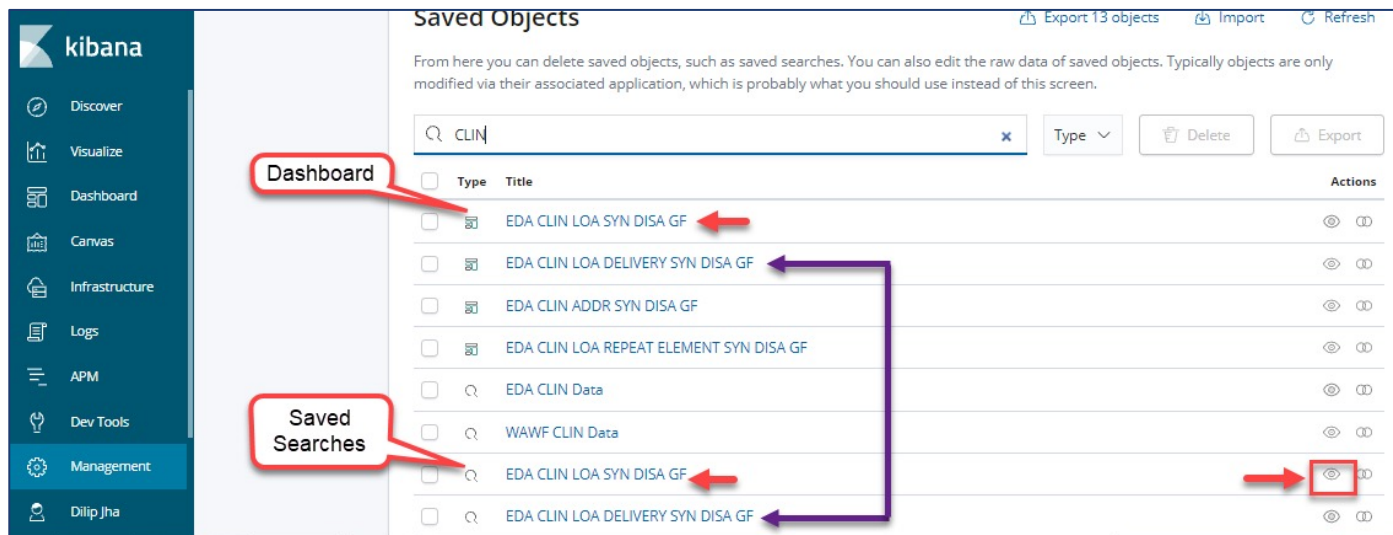 Saved Objects
Export 13 objects
Import
Refresh
kibana
From here you can delete saved objects, such as saved searches. You can also edit the raw data of saved objects. Typically objects are only
modified via their associated application, which is probably what you should use instead of this screen.
Discover
Visualize
Dashboard
Canvas
Infrastructure
Logs
APM
Dev Tools
Management
Dilip Jha
CLIN
Type
Delete
Export
Dashboard
Type Title Actions
EDA CLIN LOA SYN DISA GF
EDA CLIN LOA DELIVERY SYN DISA GF
EDA CLIN ADDR SYN DISA GF
EDA CLIN LOA REPEAT ELEMENT SYN DISA GF
EDA CLIN Data
Saved
Searches
WAWF CLIN Data
EDA CLIN LOA SYN DISA GF
EDA CLIN LOA DELIVERY SYN DISA GF